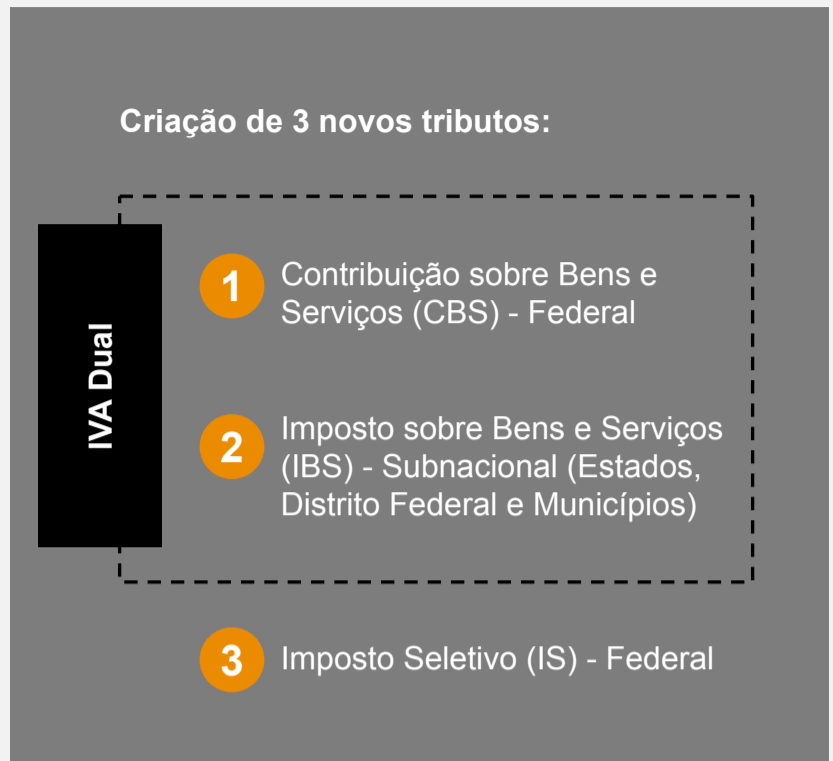 Criação de 3 novos tributos:
IVA Dual
1
Contribuição sobre Bens e
Serviços (CBS) - Federal
2
Imposto sobre Bens e Serviços
(IBS) - Subnacional (Estados,
Distrito Federal e Municípios)
3
Imposto Seletivo (IS) - Federal